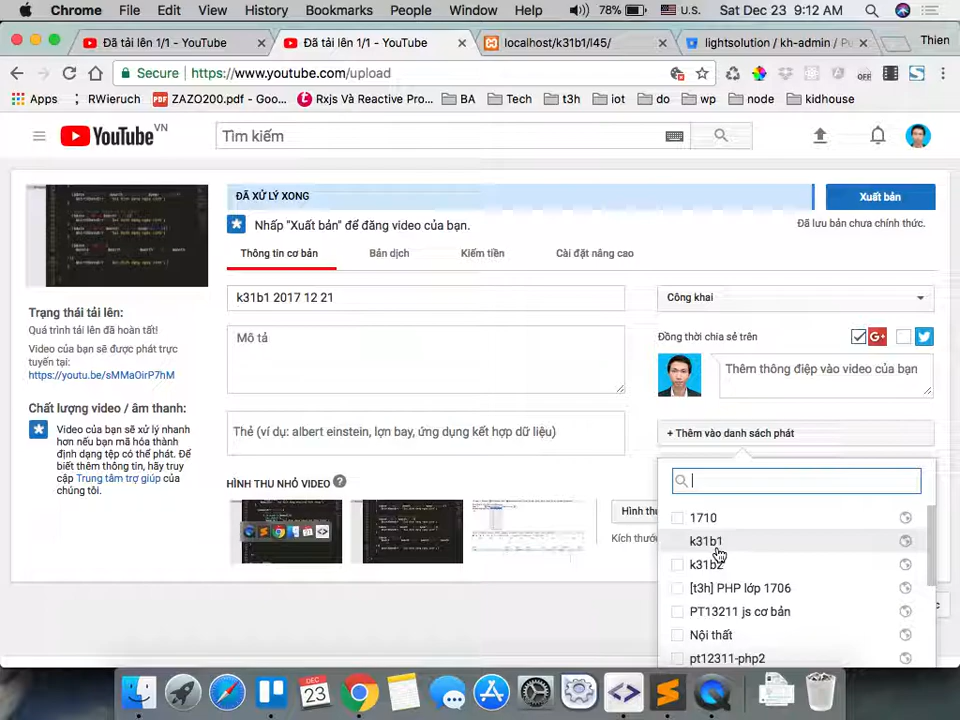 Chrome File Edit View History Bookmarks People Window Help 78% U.S. Sat Dec 23 9:12 AM
Đã tải lên 1/1 - YouTube Đã tải lên 1/1 - YouTube localhost/k31b1/l45/ lightsolution / kh-admin / Thien
Secure https://www.youtube.com/upload OFF
Apps RWieruch ZAZO200.pdf - Goo... Rxjs Và Reactive Pro... BA Tech t3h iot do wp node kidhouse
YouTube VN Tìm kiếm
ĐÃ XỬ LÝ XONG Xuất bản
Nhấp "Xuất bản" để đăng video của bạn. Đã lưu bản chưa chính thức.
Thông tin cơ bản Bản dịch Kiếm tiền Cài đặt nâng cao
k31b1 2017 12 21 Công khai
Mô tả
Đồng thời chia sẻ trên
Thêm thông điệp vào video của bạn
Thẻ (ví dụ: albert einstein, lợn bay, ứng dụng kết hợp dữ liệu)
+ Thêm vào danh sách phát
Trạng thái tải lên:
Quá trình tải lên đã hoàn tất!
Video của bạn sẽ được phát trực
tuyến tại:
https://youtu.be/sMMaOirP7hM
Chất lượng video / âm thanh:
Video của bạn sẽ xử lý nhanh
hơn nếu bạn mã hóa thành
định dạng tệp có thể phát. Để
biết thêm thông tin, hãy truy
cập Trung tâm trợ giúp của
chúng tôi.
HÌNH THU NHỎ VIDEO ?
Hình thu
Kích thước
1710
k31b1
k31b2
[t3h] PHP lớp 1706
PT13211 js cơ bản
Nội thất
pt12311-php2
DEC
23